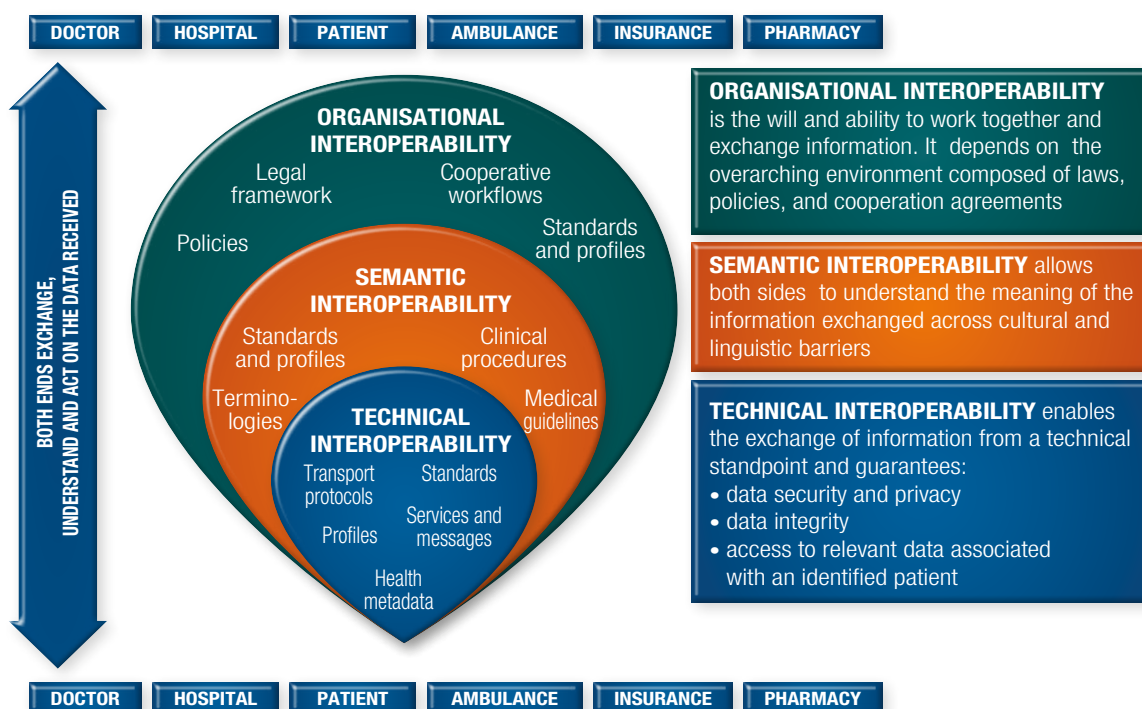 DOCTOR
HOSPITAL
PATIENT
AMBULANCE
INSURANCE
PHARMACY
BOTH ENDS EXCHANGE,
UNDERSTAND AND ACT ON THE DATA RECEIVED
ORGANISATIONAL
INTEROPERABILITY
Legal
framework
Cooperative
workflows
Policies
Standards
and profiles
SEMANTIC
INTEROPERABILITY
Standards
and profiles
Clinical
procedures
Termino-
logies
Medical
guidelines
TECHNICAL
INTEROPERABILITY
Transport
protocols
Standards
Profiles
Services and
messages
Health
metadata
ORGANISATIONAL INTEROPERABILITY
is the will and ability to work together and
exchange information. It depends on the
overarching environment composed of laws,
policies, and cooperation agreements
SEMANTIC INTEROPERABILITY allows
both sides to understand the meaning of the
information exchanged across cultural and
linguistic barriers
TECHNICAL INTEROPERABILITY enables
the exchange of information from a technical
standpoint and guarantees:
• data security and privacy
• data integrity
• access to relevant data associated
with an identified patient
DOCTOR
HOSPITAL
PATIENT
AMBULANCE
INSURANCE
PHARMACY